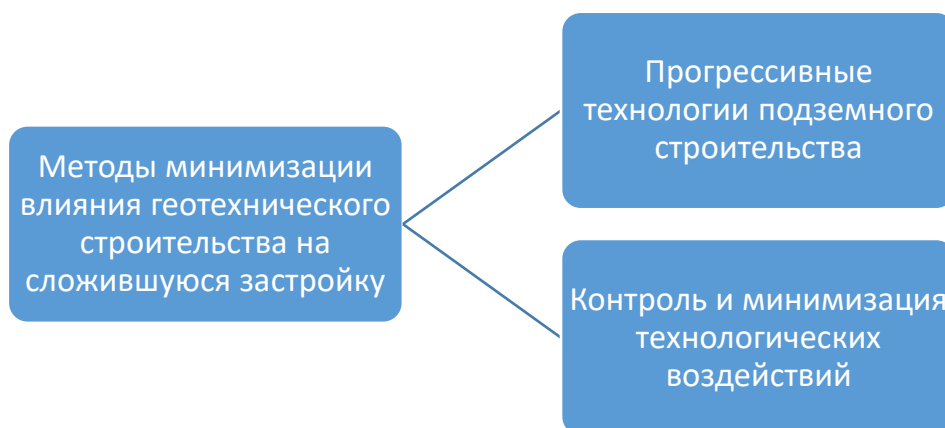 Методы минимизации
влияния геотехнического
строительства на
сложившуюся застройку
Прогрессивные
технологии подземного
строительства
Контроль и минимизация
технологических
воздействий